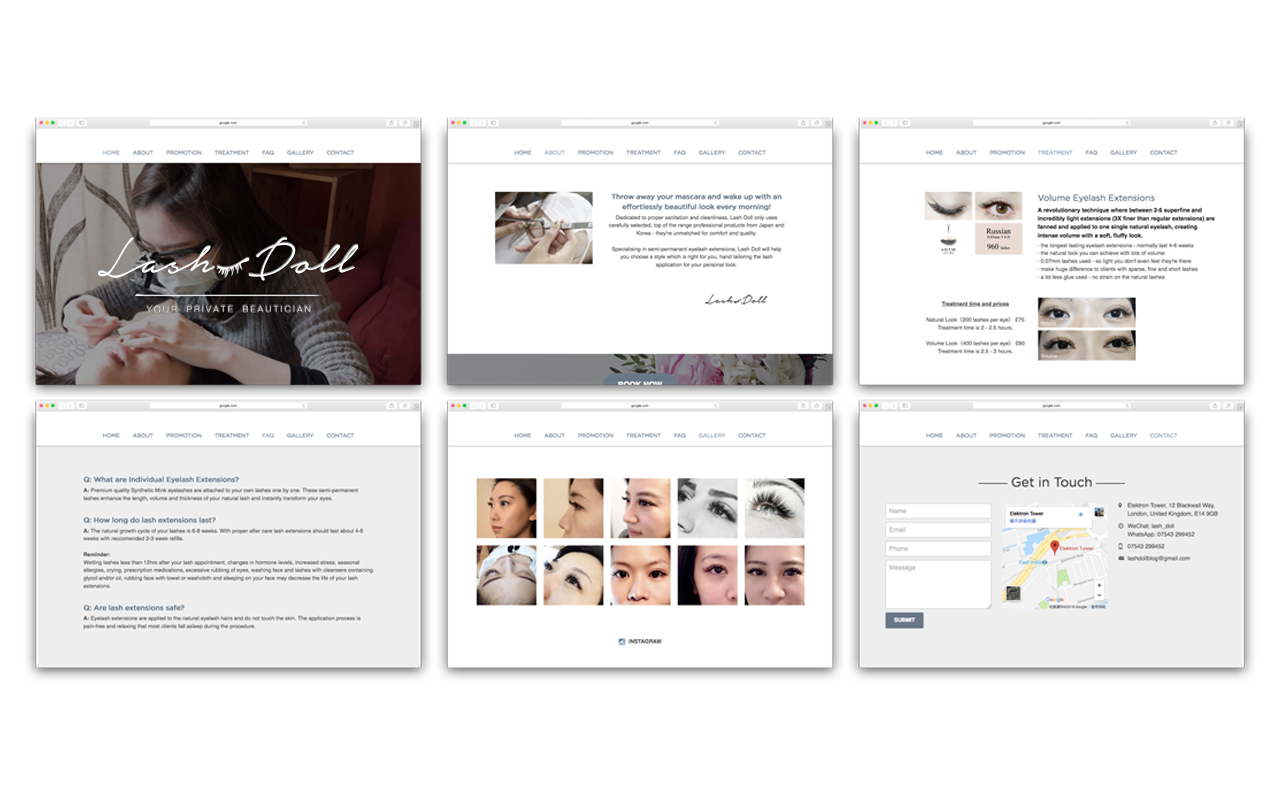 google.com
HOME ABOUT PROMOTION TREATMENT FAQ GALLERY CONTACT
Lash Doll
YOUR PRIVATE BEAUTICIAN
google.com
HOME ABOUT PROMOTION TREATMENT FAQ GALLERY CONTACT
Throw away your mascara and wake up with an
effortlessly beautiful look every morning!
Dedicated to proper sanitation and cleanliness, Lash Doll only uses
carefully selected, top of the range professional products from Japan and
Korea - they're unmatched for comfort and quality.
Specialising in semi-permanent eyelash extensions, Lash Doll will help
you choose a style which is right for you, hand tailoring the lash
application for your personal look.
Lash Doll
BOOK NOW
google.com
HOME ABOUT PROMOTION TREATMENT FAQ GALLERY CONTACT
Russian
960
Volume Eyelash Extensions
A revolutionary technique where between 2-6 superfine and
incredibly light extensions (3X finer than regular extensions) are
fanned and applied to one single natural eyelash, creating
intense volume with a soft, fluffy look.
- the longest lasting eyelash extensions - normally last 4-6 weeks
- the natural look you can achieve with lots of volume
- 0.07mm lashes used - so light you don't even feel they're there
- make huge difference to clients with sparse, fine and short lashes
- a lot less glue used - no strain on the natural lashes
Treatment time and prices
Natural Look (200 lashes per eye) £75
Treatment time is 2 - 2.5 hours.
Volume Look (400 lashes per eye) £90
Treatment time is 2.5 - 3 hours.
Natural
Volume
google.com
HOME ABOUT PROMOTION TREATMENT FAQ GALLERY CONTACT
Q: What are Individual Eyelash Extensions?
A: Premium quality Synthetic Mink eyelashes are attached to your own lashes one by one. These semi-permanent
lashes enhance the length, volume and thickness of your natural lash and instantly transform your eyes.
Q: How long do lash extensions last?
A: The natural growth cycle of your lashes is 6-8 weeks. With proper after care lash extensions should last about 4-6
weeks with reccomended 2-3 week refills.
Reminder:
Wetting lashes less than 12hrs after your lash appointment, changes in hormone levels, increased stress, seasonal
allergies, crying, prescription medications, excessive rubbing of eyes, washing face and lashes with cleansers containing
glycol and/or oil, rubbing face with towel or washcloth and sleeping on your face may decrease the life of your lash
extensions.
Q: Are lash extensions safe?
A: Eyelash extensions are applied to the natural eyelash hairs and do not touch the skin. The application process is
pain-free and relaxing that most clients fall asleep during the procedure.
google.com
HOME ABOUT PROMOTION TREATMENT FAQ GALLERY CONTACT
INSTAGRAM
google.com
HOME ABOUT PROMOTION TREATMENT FAQ GALLERY CONTACT
Get in Touch
Name
Email
Phone
Message
SUBMIT
Elektron Tower
Elektron Tower
East India
Google
Elektron Tower, 12 Blackwall Way,
London, United Kingdom, E14 9GB
WeChat: lash_doll
WhatsApp: 07543 299452
07543 299452
lashdollblog@gmail.com